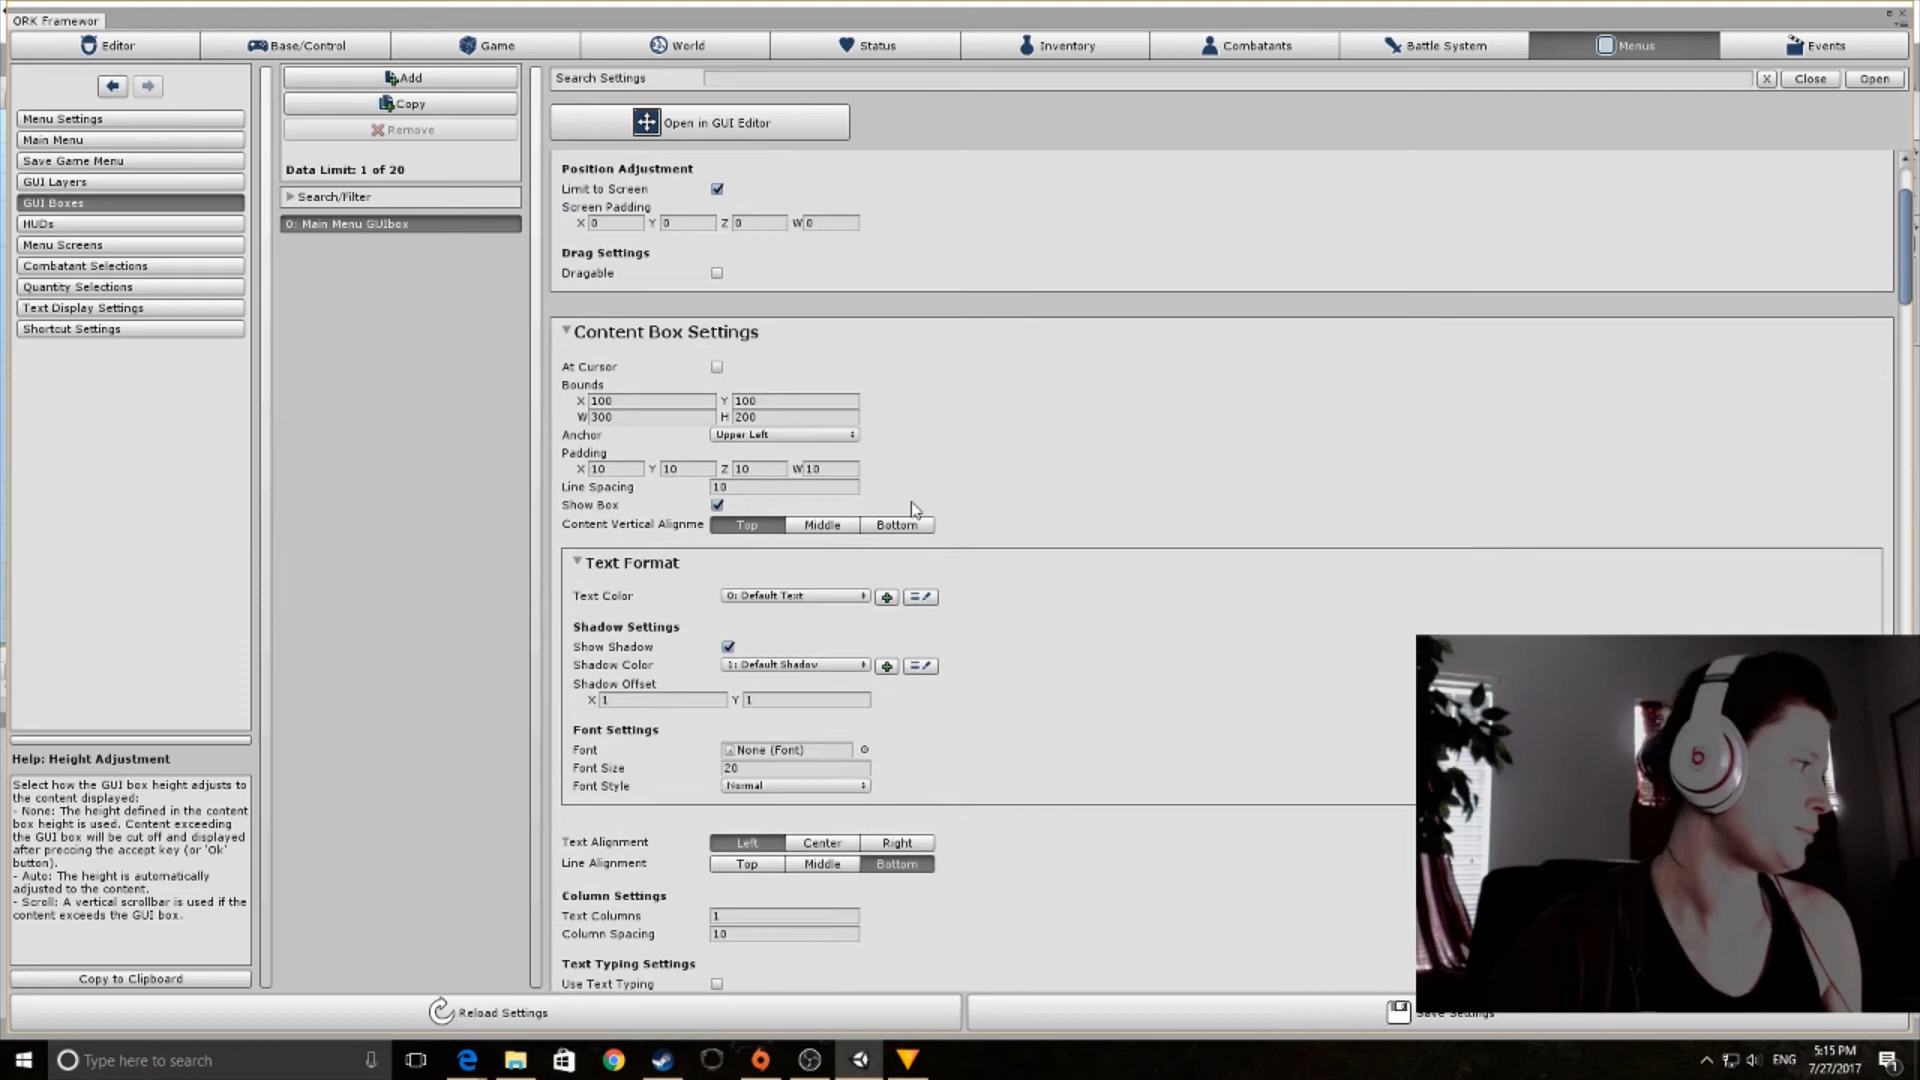 ORK Framewor
Editor
Base/Control
Game
World
Status
Inventory
Combatants
Battle System
Menus
Events
Menu Settings
Main Menu
Save Game Menu
GUI Layers
GUI Boxes
HUDs
Menu Screens
Combatant Selections
Quantity Selections
Text Display Settings
Shortcut Settings
Help: Height Adjustment
Select how the GUI box height adjusts to
the content displayed:
- None: The height defined in the content
box height is used. Content exceeding
the GUI box will be cut off and displayed
after pressing the accept key (or 'Ok'
button).
- Auto: The height is automatically
adjusted to the content.
- Scroll: A vertical scrollbar is used if the
content exceeds the GUI box.
Copy to Clipboard
Add
Copy
Remove
Data Limit: 1 of 20
Search/Filter
0: Main Menu GUIbox
Search Settings
X
Close
Open
Open in GUI Editor
Position Adjustment
Limit to Screen
Screen Padding
X 0 Y 0 Z 0 W 0
Drag Settings
Dragable
Content Box Settings
At Cursor
Bounds
X 100 Y 100
W 300 H 200
Anchor Upper Left
Padding
X 10 Y 10 Z 10 W 10
Line Spacing 10
Show Box
Content Vertical Alignme Top Middle Bottom
Text Format
Text Color 0: Default Text
Shadow Settings
Show Shadow
Shadow Color 1: Default Shadow
Shadow Offset
X 1 Y 1
Font Settings
Font None (Font)
Font Size 20
Font Style Normal
Text Alignment Left Center Right
Line Alignment Top Middle Bottom
Column Settings
Text Columns 1
Column Spacing 10
Text Typing Settings
Use Text Typing
Reload Settings
Save Settings
Type here to search
ENG
5:15 PM
7/27/2017